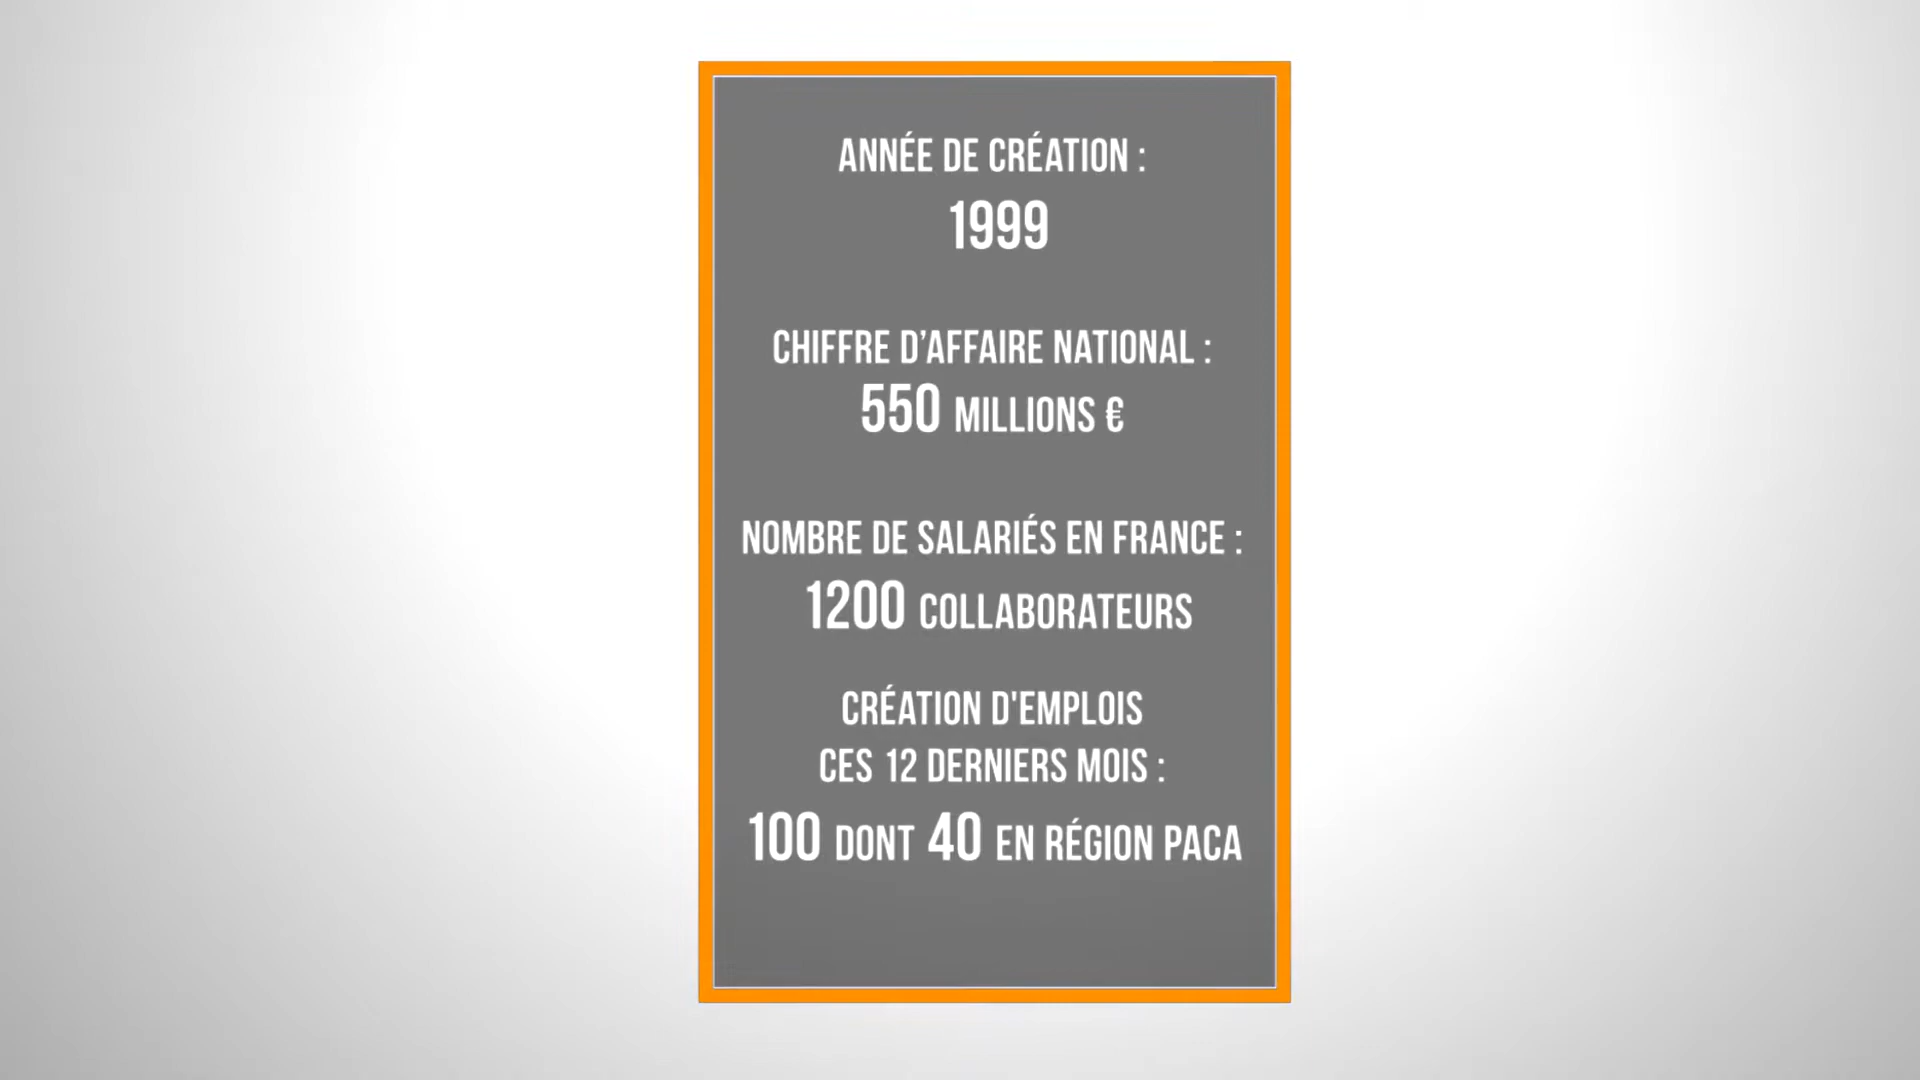 ANNÉE DE CRÉATION :
1999
CHIFFRE D’AFFAIRE NATIONAL :
550 MILLIONS €
NOMBRE DE SALARIÉS EN FRANCE :
1200 COLLABORATEURS
CRÉATION D'EMPLOIS
CES 12 DERNIERS MOIS :
100 DONT 40 EN RÉGION PACA